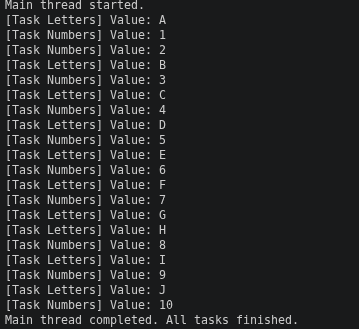 Main thread started.
[Task Letters] Value: A
[Task Numbers] Value: 1
[Task Numbers] Value: 2
[Task Letters] Value: B
[Task Numbers] Value: 3
[Task Letters] Value: C
[Task Numbers] Value: 4
[Task Letters] Value: D
[Task Numbers] Value: 5
[Task Letters] Value: E
[Task Numbers] Value: 6
[Task Letters] Value: F
[Task Numbers] Value: 7
[Task Letters] Value: G
[Task Letters] Value: H
[Task Numbers] Value: 8
[Task Letters] Value: I
[Task Numbers] Value: 9
[Task Letters] Value: J
[Task Numbers] Value: 10
Main thread completed. All tasks finished.